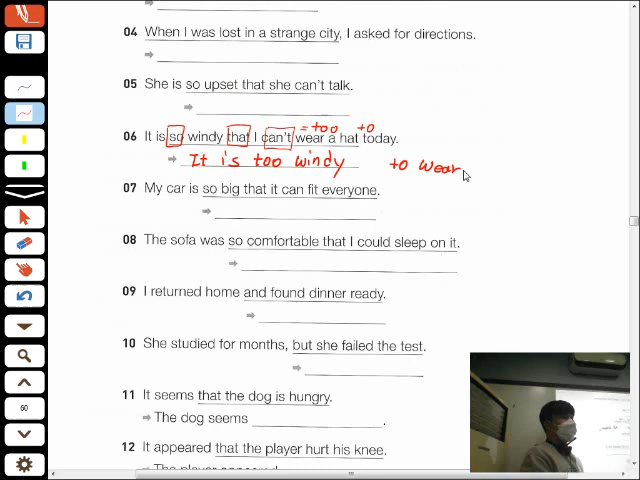 04 When I was lost in a strange city, I asked for directions.
05 She is so upset that she can't talk.
= too to
06 It is so windy that I can't wear a hat today.
It is too windy to wear
07 My car is so big that it can fit everyone.
08 The sofa was so comfortable that I could sleep on it.
09 I returned home and found dinner ready.
10 She studied for months, but she failed the test.
11 It seems that the dog is hungry.
The dog seems
12 It appeared that the player hurt his knee.
The player appeared
60